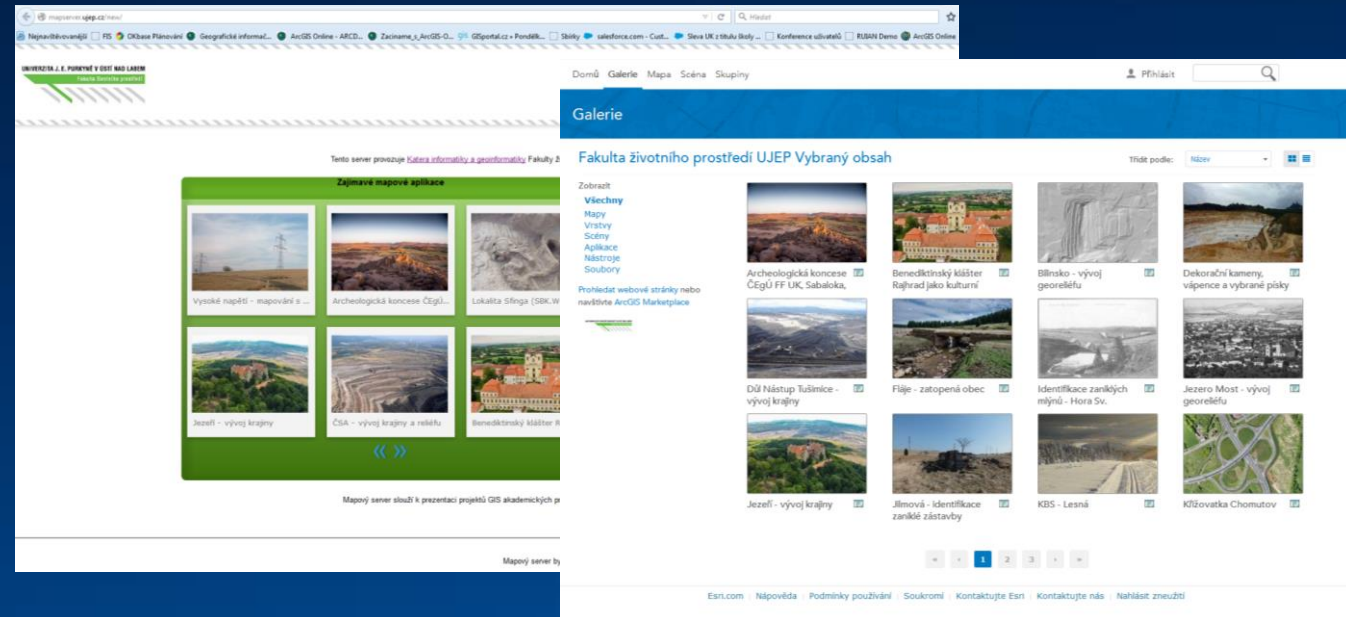 mapserver.ujep.cz/new/
Hledat
Nejnavštěvovanější FIS OKbase Plánování Geografické informač... ArcGIS Online - ARCD... Zaciname_s_ArcGIS-O... GISportal.cz » Pondělk... Sbírky salesforce.com - Cust... Sleva UK z titulu školy ... Konference uživatelů RUIAN Demo ArcGIS Online
UNIVERZITA J. E. PURKYNĚ V ÚSTÍ NAD LABEM
Fakulta životního prostředí
Tento server provozuje Katera informatiky a geoinformatiky Fakulty ži
Zajímavé mapové aplikace
Vysoké napětí - mapování s ...
Archeologická koncese ČEgÚ...
Lokalita Sfinga (SBK.W
Jezeří - vývoj krajiny
ČSA - vývoj krajiny a reliéfu
Benediktinský klášter R
« »
Mapový server slouží k prezentaci projektů GIS akademických p
Mapový server by
Domů Galerie Mapa Scéna Skupiny
Přihlásit
Galerie
Fakulta životního prostředí UJEP Vybraný obsah
Třídit podle: Název
Zobrazit
Všechny
Mapy
Vrstvy
Scény
Aplikace
Nástroje
Soubory
Prohledat webové stránky nebo
navštivte ArcGIS Marketplace
Archeologická koncese
ČEgÚ FF UK, Sabaloka,
Benediktinský klášter
Rajhrad jako kulturní
Bílinsko - vývoj
georeliéfu
Dekorační kameny,
vápence a vybrané písky
Důl Nástup Tušimice -
vývoj krajiny
Fláje - zatopená obec
Identifikace zaniklých
mlýnů - Hora Sv.
Jezero Most - vývoj
georeliéfu
Jezeří - vývoj krajiny
Jilmová - identifikace
zaniklé zástavby
KBS - Lesná
Křižovatka Chomutov
« ‹ 1 2 3 › »
Esri.com Nápověda Podmínky používání Soukromí Kontaktujte Esri Kontaktujte nás Nahlásit zneužití